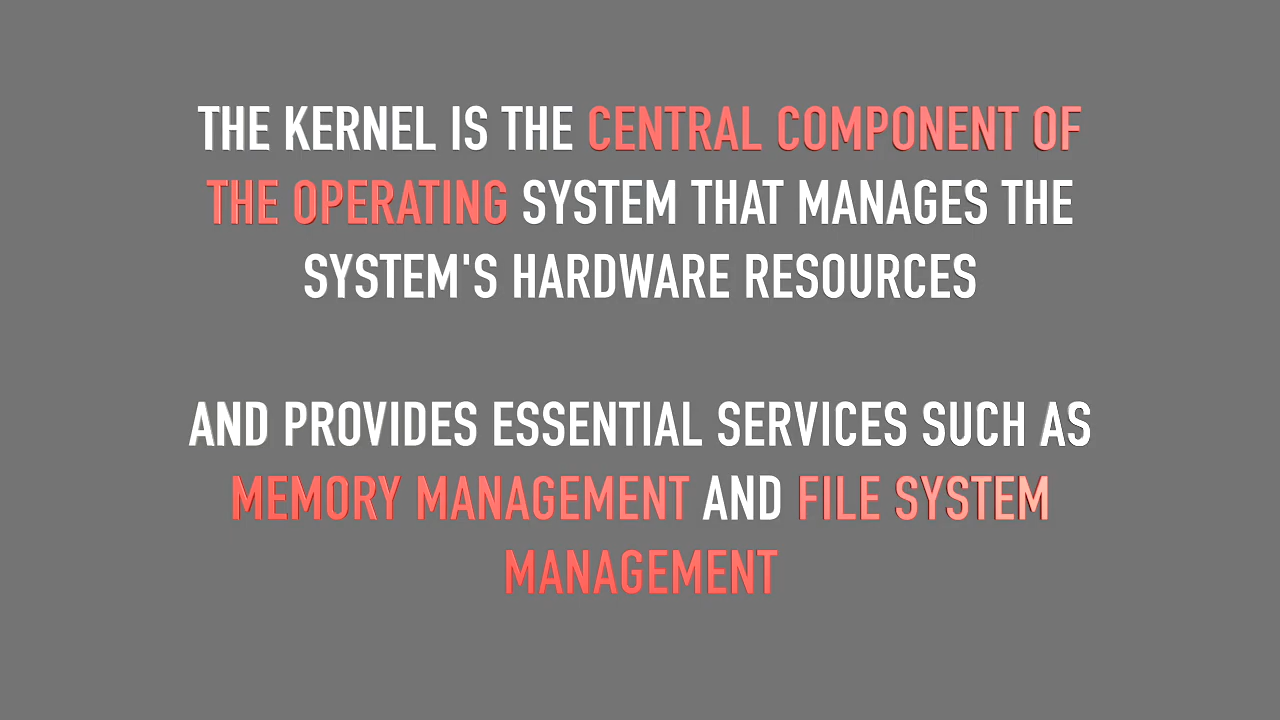 THE KERNEL IS THE CENTRAL COMPONENT OF
THE OPERATING SYSTEM THAT MANAGES THE
SYSTEM'S HARDWARE RESOURCES
AND PROVIDES ESSENTIAL SERVICES SUCH AS
MEMORY MANAGEMENT AND FILE SYSTEM
MANAGEMENT